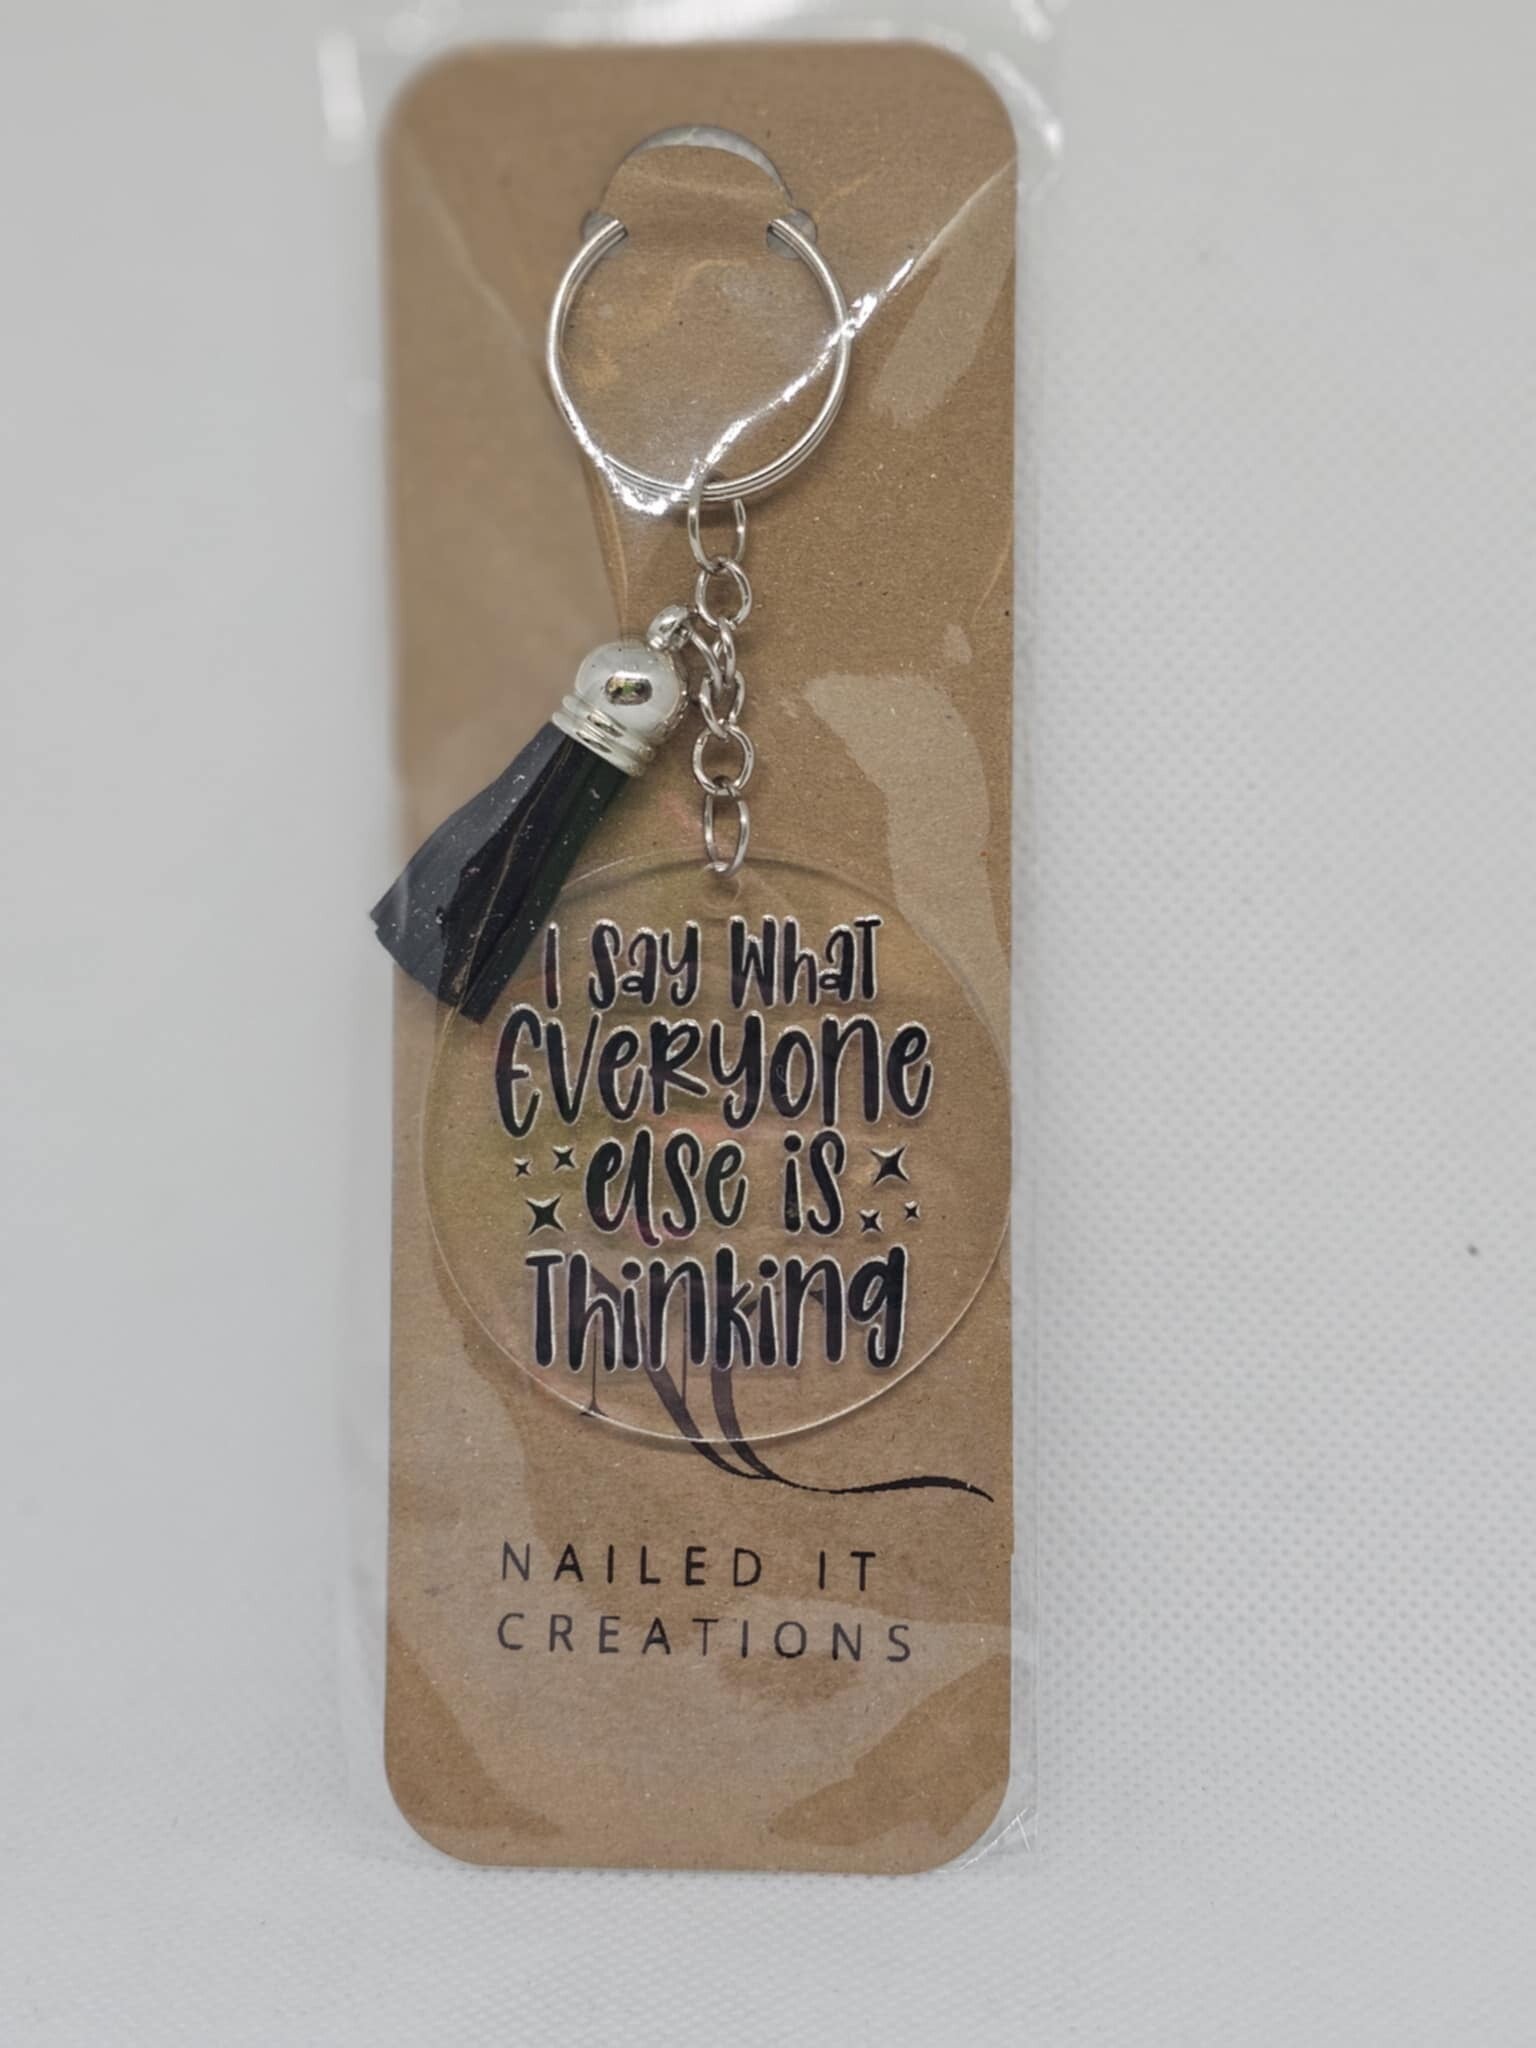 I Say What
Everyone
else is
Thinking
N
NAILED IT
CREATIONS